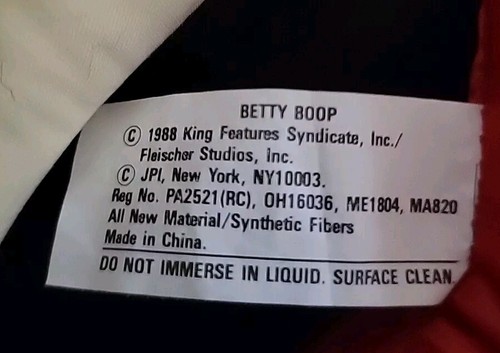 BETTY BOOP
© 1988 King Features Syndicate, Inc./
Fleischer Studios, Inc.
© JPI, New York, NY10003.
Reg No. PA2521(RC), OH16036, ME1804, MA820
All New Material/Synthetic Fibers
Made in China.
DO NOT IMMERSE IN LIQUID. SURFACE CLEAN.